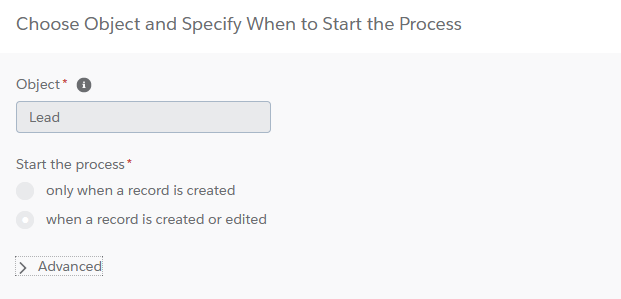 Choose Object and Specify When to Start the Process
Object*
Lead
Start the process*
only when a record is created
when a record is created or edited
Advanced